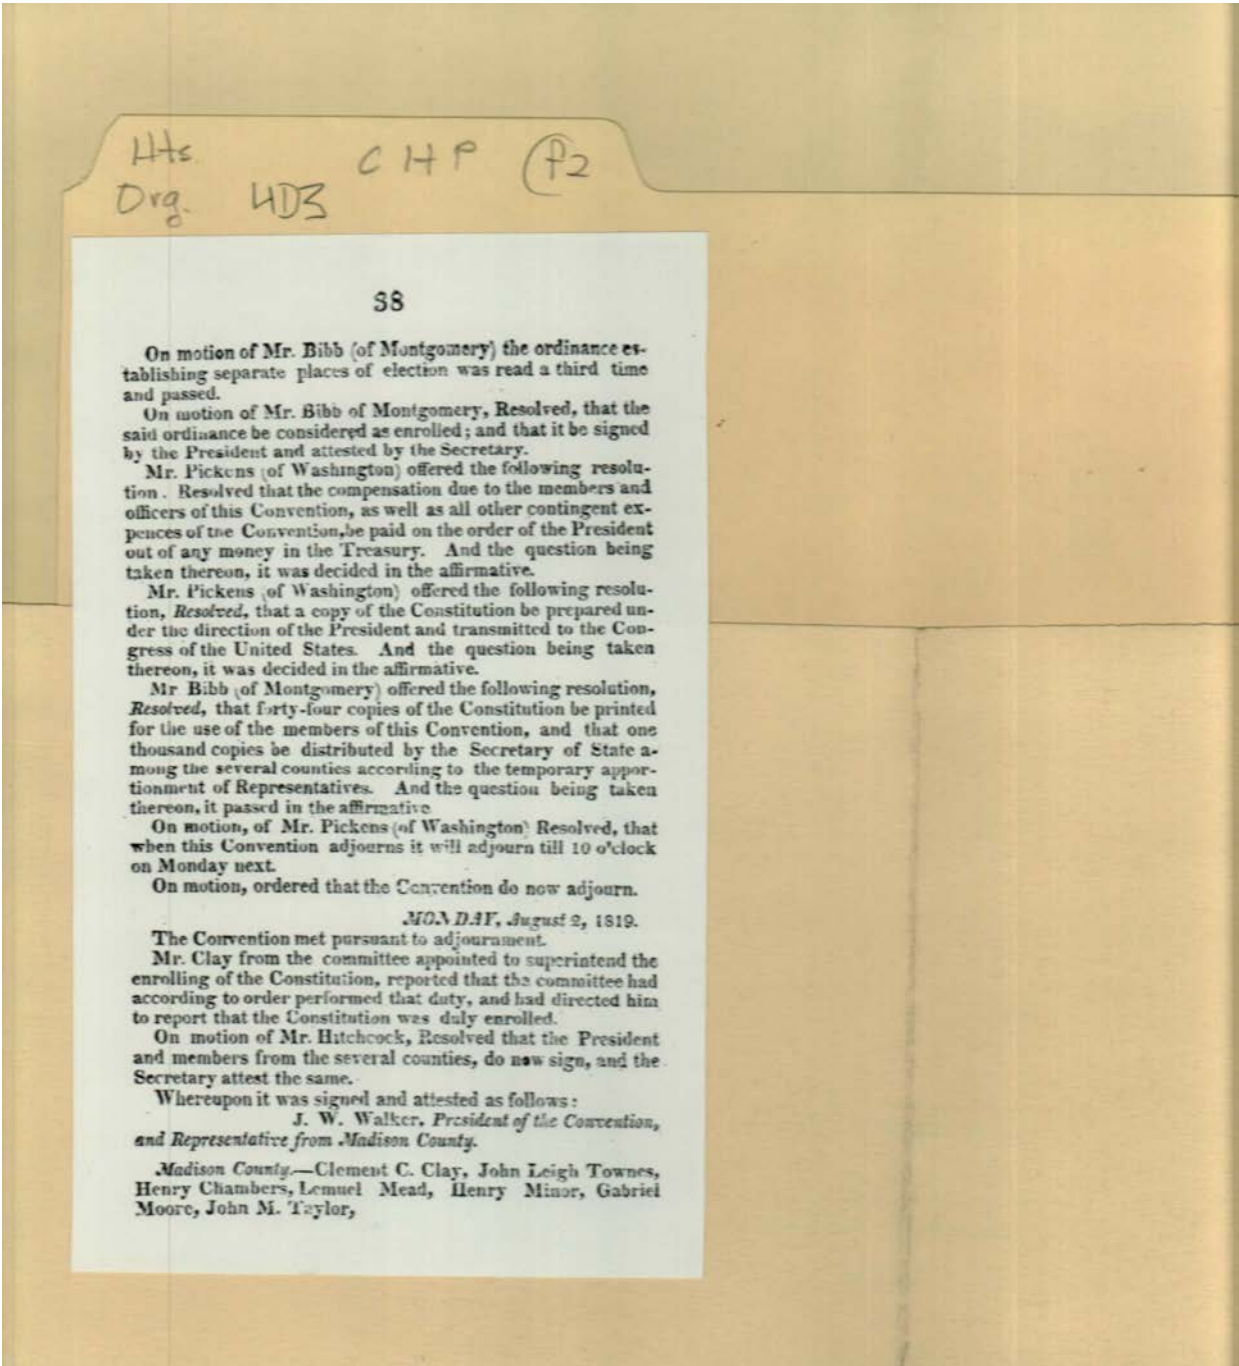 Hts. CHP (P2
Org. 4D3
38
On motion of Mr. Bibb (of Montgomery) the ordinance es-
tablishing separate places of election was read a third time
and passed.
On motion of Mr. Bibb of Montgomery, Resolved, that the
said ordinance be considered as enrolled; and that it be signed
by the President and attested by the Secretary.
Mr. Pickens (of Washington) offered the following resolu-
tion. Resolved that the compensation due to the members and
officers of this Convention, as well as all other contingent ex-
pences of the Convention, be paid on the order of the President
out of any money in the Treasury. And the question being
taken thereon, it was decided in the affirmative.
Mr. Pickens (of Washington) offered the following resolu-
tion, Resolved, that a copy of the Constitution be prepared un-
der the direction of the President and transmitted to the Con-
gress of the United States. And the question being taken
thereon, it was decided in the affirmative.
Mr Bibb (of Montgomery) offered the following resolution,
Resolved, that forty-four copies of the Constitution be printed
for the use of the members of this Convention, and that one
thousand copies be distributed by the Secretary of State a-
mong the several counties according to the temporary appor-
tionment of Representatives. And the question being taken
thereon, it passed in the affirmative
On motion, of Mr. Pickens (of Washington) Resolved, that
when this Convention adjourns it will adjourn till 10 o'clock
on Monday next.
On motion, ordered that the Convention do now adjourn.
MONDAY, August 2, 1819.
The Convention met pursuant to adjournment.
Mr. Clay from the committee appointed to superintend the
enrolling of the Constitution, reported that the committee had
according to order performed that duty, and had directed him
to report that the Constitution was duly enrolled.
On motion of Mr. Hitchcock, Resolved that the President
and members from the several counties, do now sign, and the
Secretary attest the same.
Whereupon it was signed and attested as follows:
J. W. Walker, President of the Convention,
and Representative from Madison County.
Madison County.—Clement C. Clay, John Leigh Townes,
Henry Chambers, Lemuel Mead, Henry Minor, Gabriel
Moore, John M. Taylor,